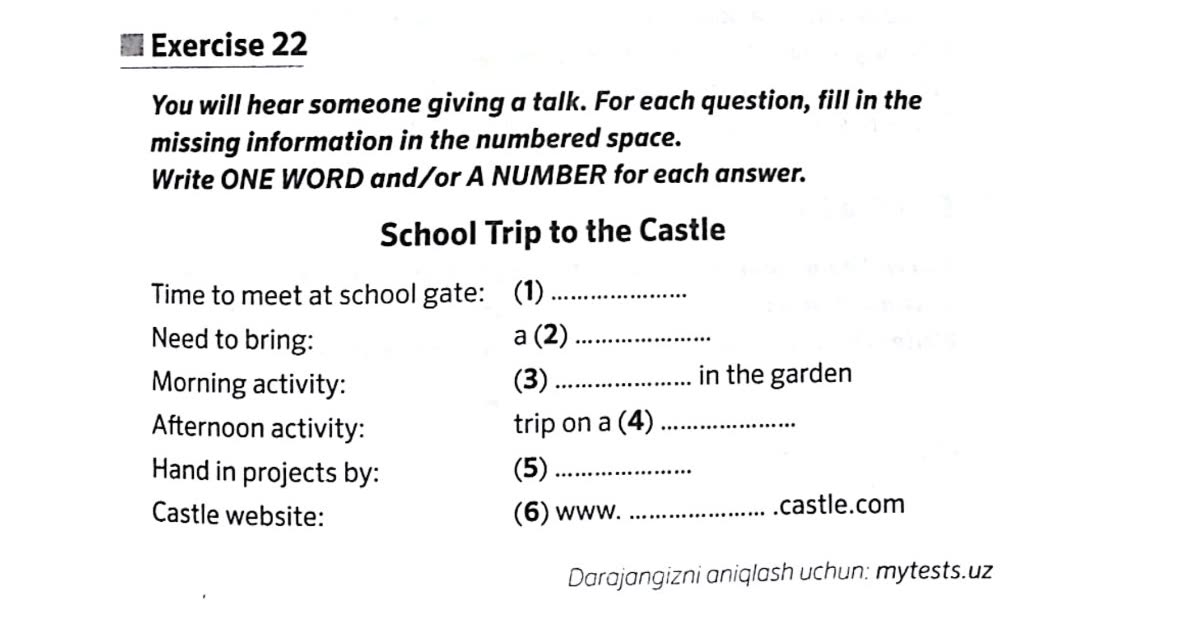 Exercise 22
You will hear someone giving a talk. For each question, fill in the
missing information in the numbered space.
Write ONE WORD and/or A NUMBER for each answer.
School Trip to the Castle
Time to meet at school gate: (1) ......................
Need to bring: a (2) ......................
Morning activity: (3) ...................... in the garden
Afternoon activity: trip on a (4) ......................
Hand in projects by: (5) ......................
Castle website: (6) www. ...................... .castle.com
Darajangizni aniqlash uchun: mytests.uz